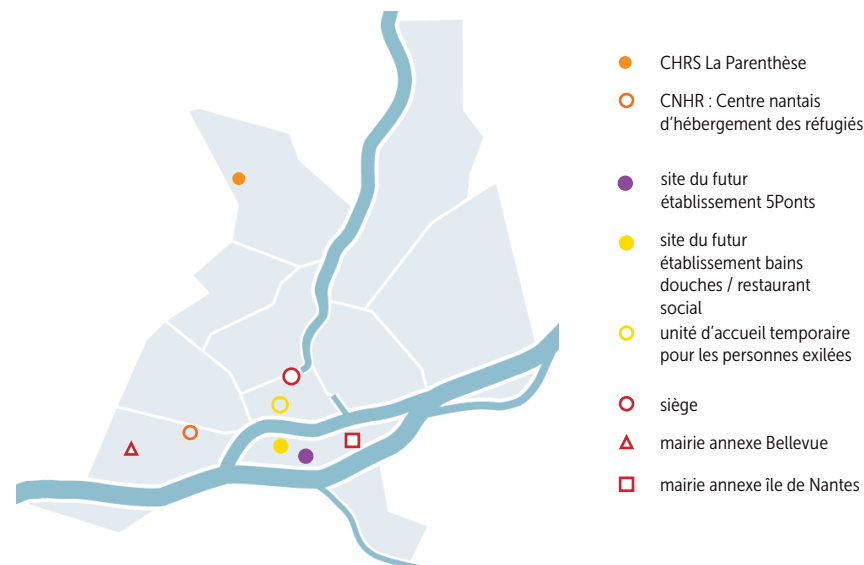 CHRS La Parenthèse
CNHR : Centre nantais
d’hébergement des réfugiés
site du futur
établissement 5Ponts
site du futur
établissement bains
douches / restaurant
social
unité d’accueil temporaire
pour les personnes exilées
siège
mairie annexe Bellevue
mairie annexe île de Nantes